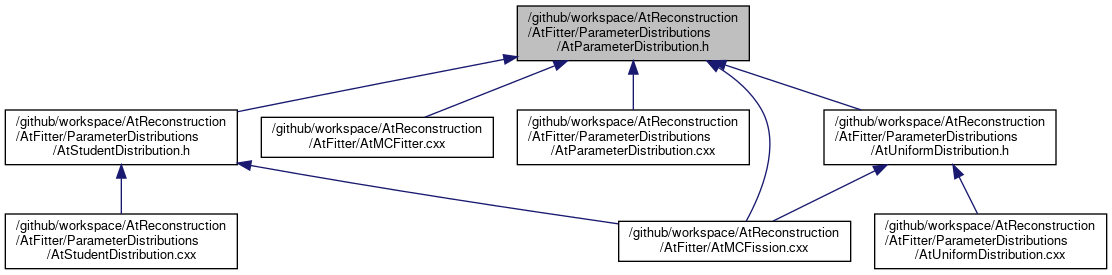 /github/workspace/AtReconstruction
/AtFitter/ParameterDistributions
/AtParameterDistribution.h
/github/workspace/AtReconstruction
/AtFitter/ParameterDistributions
/AtStudentDistribution.h
/github/workspace/AtReconstruction
/AtFitter/AtMCFitter.cxx
/github/workspace/AtReconstruction
/AtFitter/ParameterDistributions
/AtParameterDistribution.cxx
/github/workspace/AtReconstruction
/AtFitter/ParameterDistributions
/AtUniformDistribution.h
/github/workspace/AtReconstruction
/AtFitter/ParameterDistributions
/AtStudentDistribution.cxx
/github/workspace/AtReconstruction
/AtFitter/AtMCFission.cxx
/github/workspace/AtReconstruction
/AtFitter/ParameterDistributions
/AtUniformDistribution.cxx